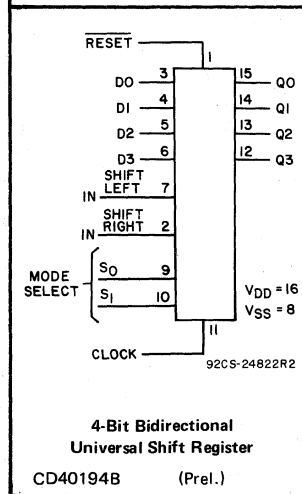 RESET
1
D0 3 15 Q0
D1 4 14 Q1
D2 5 13 Q2
D3 6 12 Q3
SHIFT
LEFT 7
IN
SHIFT
RIGHT 2
IN
MODE
SELECT
S0 9
S1 10
VDD = 16
VSS = 8
11
CLOCK
92CS-24822R2
4-Bit Bidirectional
Universal Shift Register
CD40194B (Prel.)